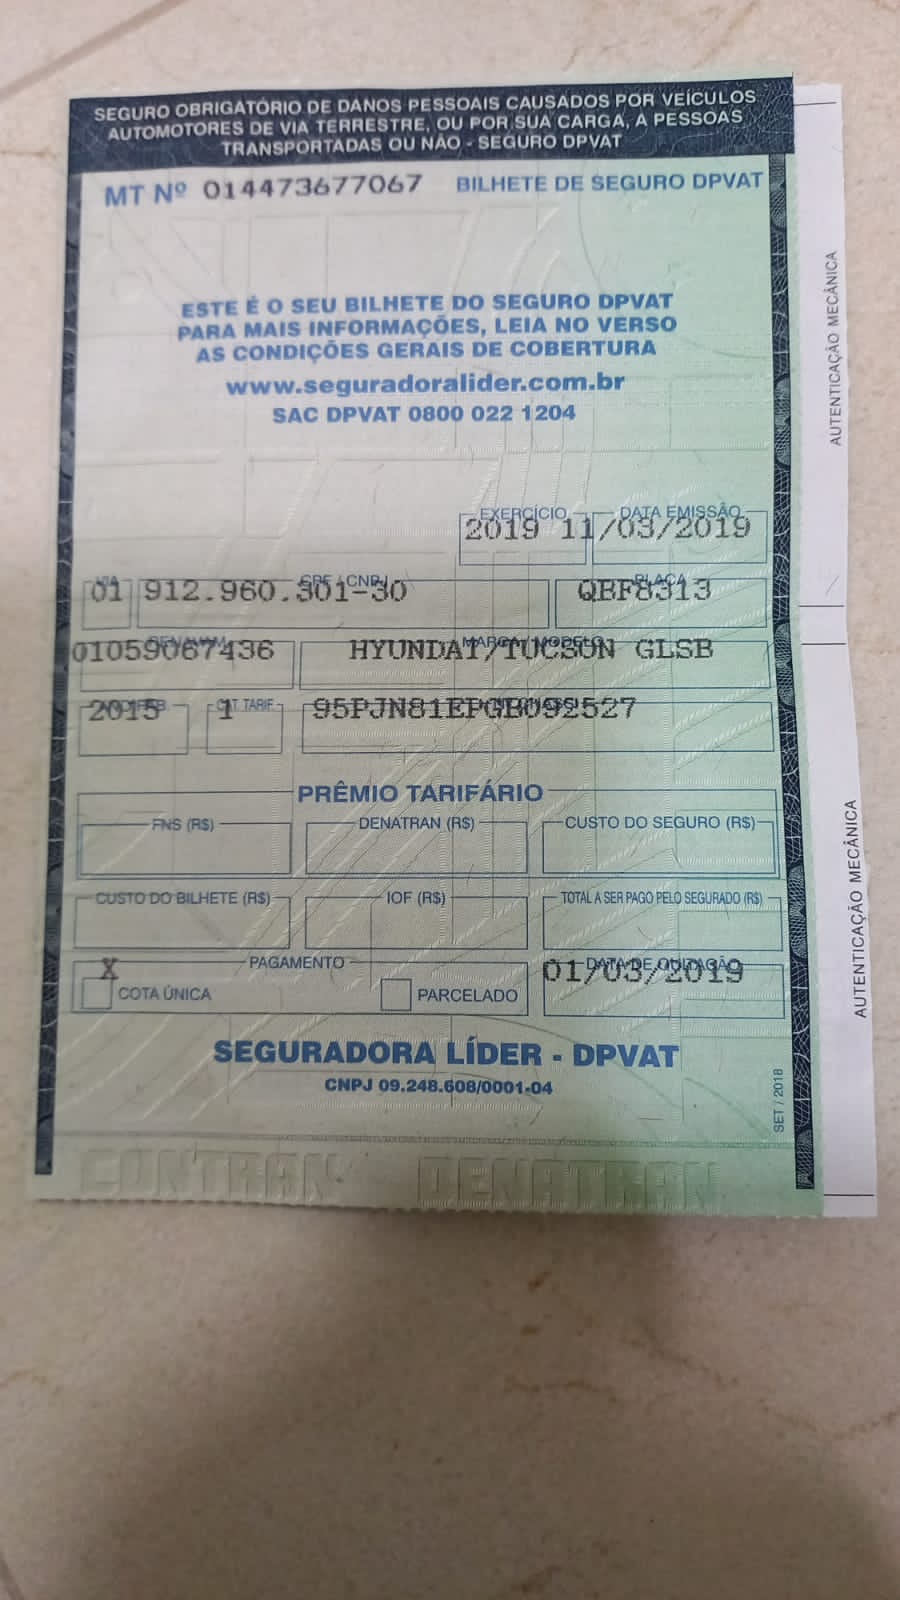 SEGURO OBRIGATÓRIO DE DANOS PESSOAIS CAUSADOS POR VEÍCULOS
AUTOMOTORES DE VIA TERRESTRE, OU POR SUA CARGA, A PESSOAS
TRANSPORTADAS OU NÃO - SEGURO DPVAT
MT Nº 014473677067 BILHETE DE SEGURO DPVAT
ESTE É O SEU BILHETE DO SEGURO DPVAT
PARA MAIS INFORMAÇÕES, LEIA NO VERSO
AS CONDIÇÕES GERAIS DE COBERTURA
www.seguradoralider.com.br
SAC DPVAT 0800 022 1204
EXERCÍCIO DATA EMISSÃO
2019 11/03/2019
VIA CPF / CNPJ PLACA
01 912.960.301-30 QBF8313
RENAVAM MARCA / MODELO
01059067436 HYUNDAI/TUCSON GLSB
CAT. TARIF
2015 1 95PJN81EPGB092527
PRÊMIO TARIFÁRIO
FNS (R$) DENATRAN (R$) CUSTO DO SEGURO (R$)
CUSTO DO BILHETE (R$) IOF (R$) TOTAL A SER PAGO PELO SEGURADO (R$)
PAGAMENTO DATA DE QUITAÇÃO
X COTA ÚNICA PARCELADO 01/03/2019
SEGURADORA LÍDER - DPVAT
CNPJ 09.248.608/0001-04
SET / 2018
CONTRAN DENATRAN
AUTENTICAÇÃO MECÂNICA
AUTENTICAÇÃO MECÂNICA